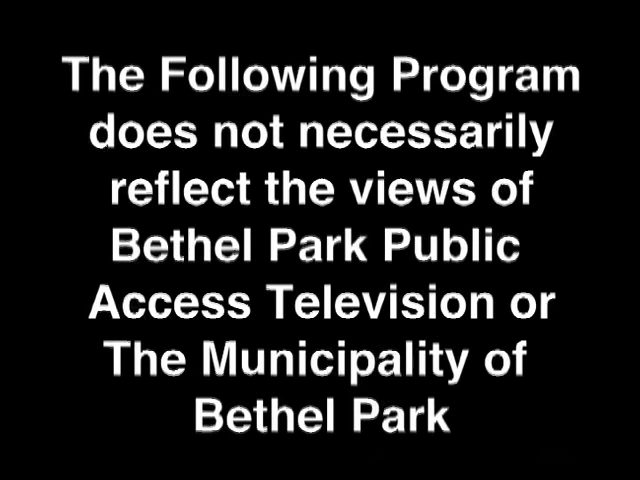 The Following Program
does not necessarily
reflect the views of
Bethel Park Public
Access Television or
The Municipality of
Bethel Park